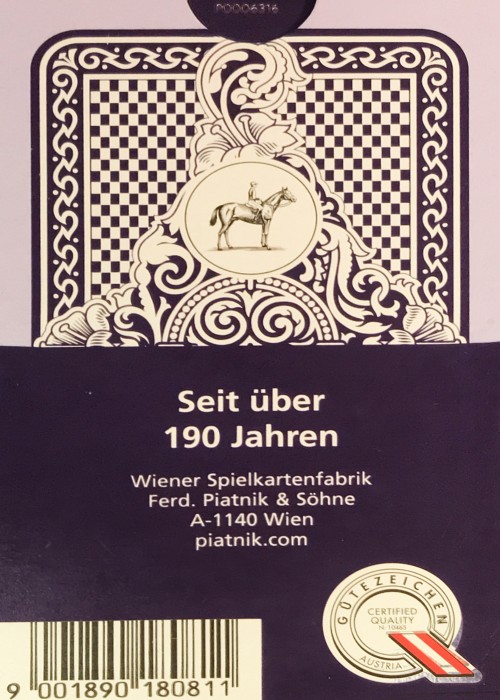 P0006316
Seit über
190 Jahren
Wiener Spielkartenfabrik
Ferd. Piatnik & Söhne
A-1140 Wien
piatnik.com
GÜTEZEICHEN
CERTIFIED
QUALITY
AUSTRIA
9 001890 180811